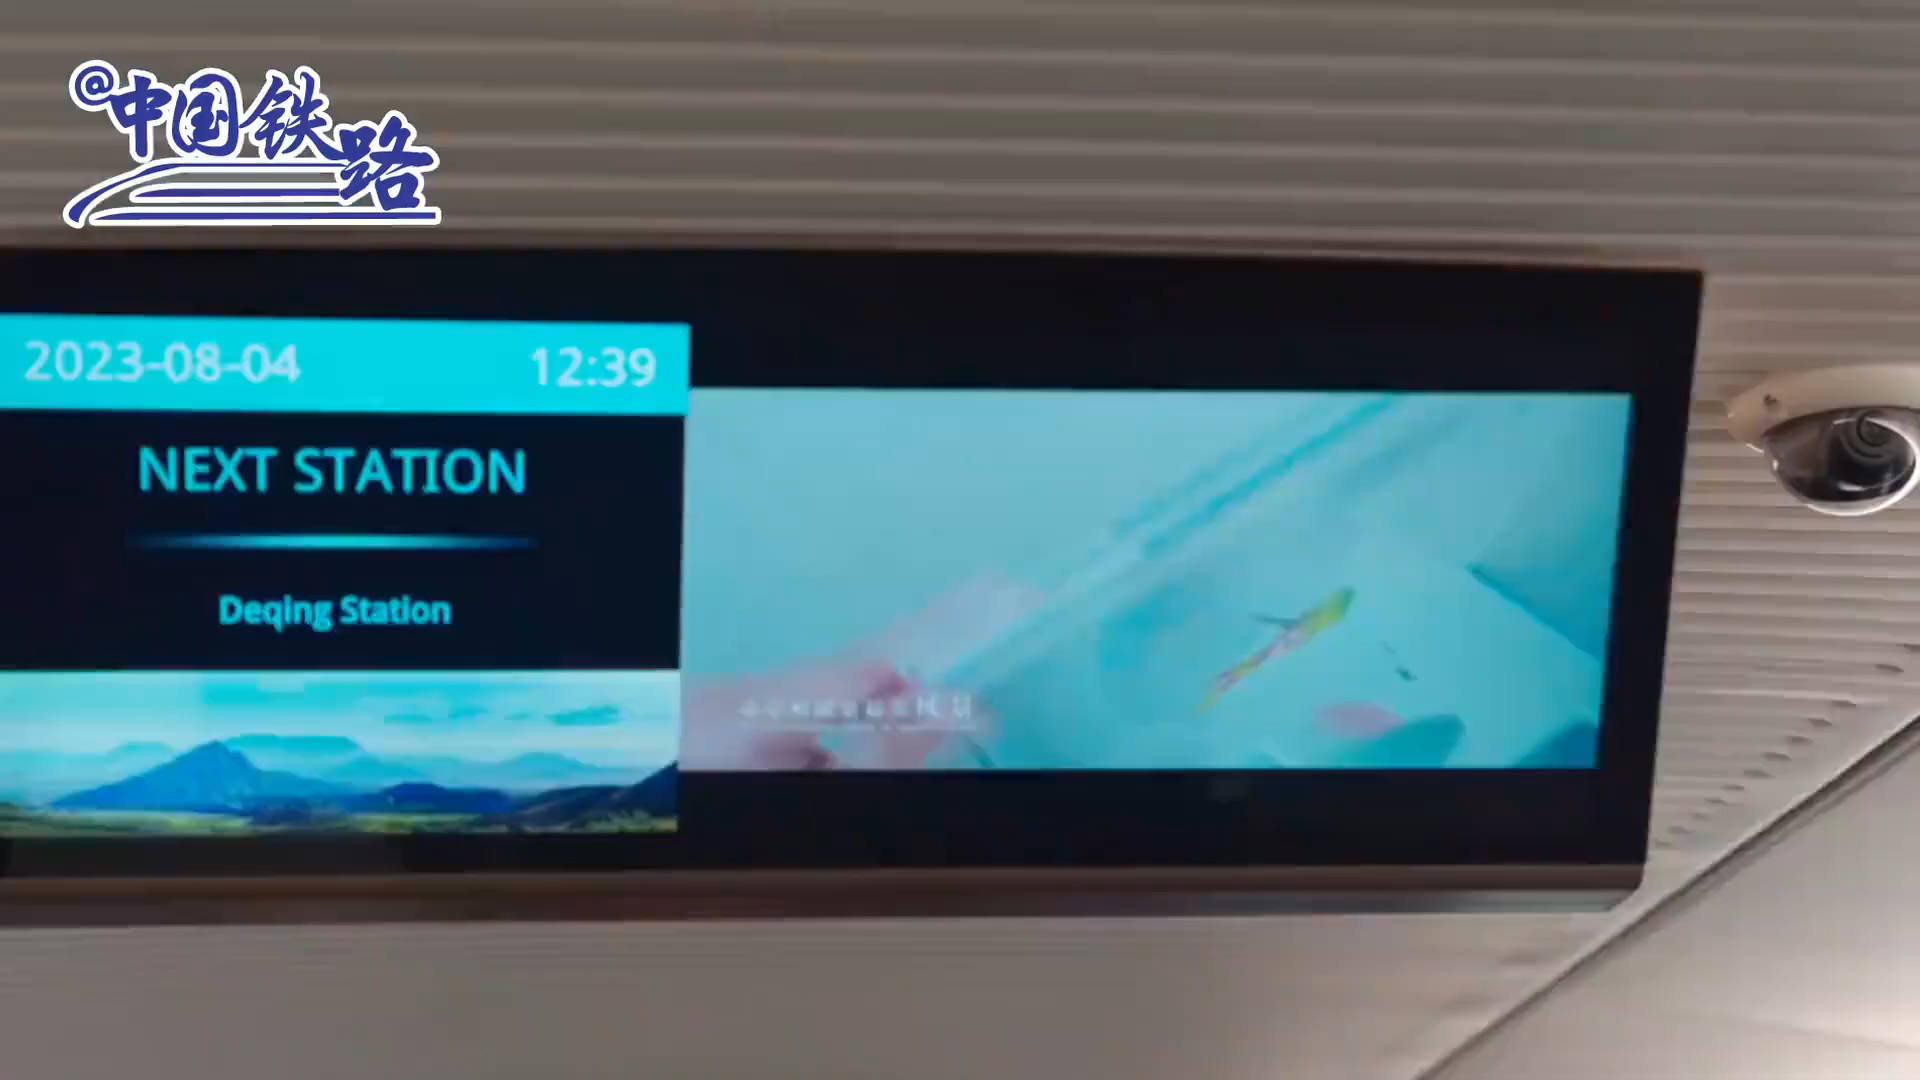 @中国铁路
2023-08-04 12:39
NEXT STATION
Deqing Station